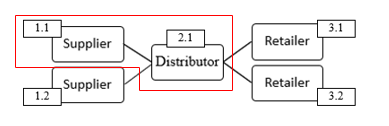 1.1
Supplier
2.1
Distributor
3.1
Retailer
1.2
Supplier
3.2
Retailer